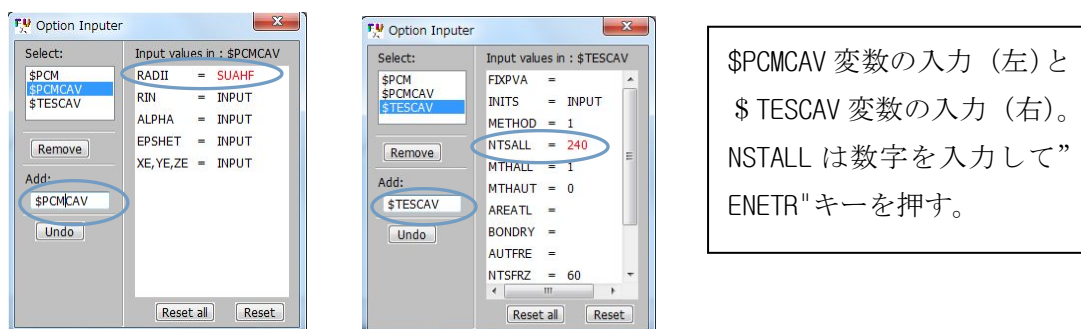 Option Inputer
Select:
$PCM
$PCMCAV
$TESCAV
Remove
Add:
$PCMCAV
Undo
Input values in : $PCMCAV
RADII = SUAHF
RIN = INPUT
ALPHA = INPUT
EPSHET = INPUT
XE,YE,ZE = INPUT
Reset all
Reset
Option Inputer
Select:
$PCM
$PCMCAV
$TESCAV
Remove
Add:
$TESCAV
Undo
Input values in : $TESCAV
FIXPVA =
INITS = INPUT
METHOD = 1
NTSALL = 240
MTHALL = 1
MTHAUT = 0
AREATL =
BONDRY =
AUTFRE =
NTSFRZ = 60
Reset all
Reset
$PCMCAV 変数の入力（左）と
＄TESCAV 変数の入力（右）。
NSTALL は数字を入力して”
ENETR"キーを押す。